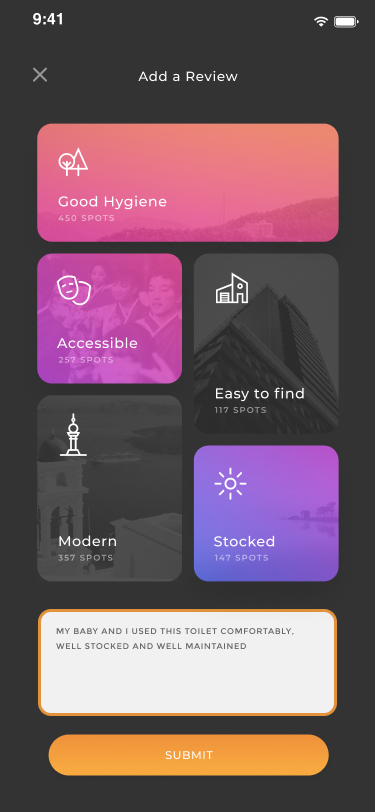 9:41
Add a Review
Good Hygiene
450 SPOTS
Accessible
257 SPOTS
Easy to find
117 SPOTS
Modern
357 SPOTS
Stocked
147 SPOTS
MY BABY AND I USED THIS TOILET COMFORTABLY,
WELL STOCKED AND WELL MAINTAINED
SUBMIT